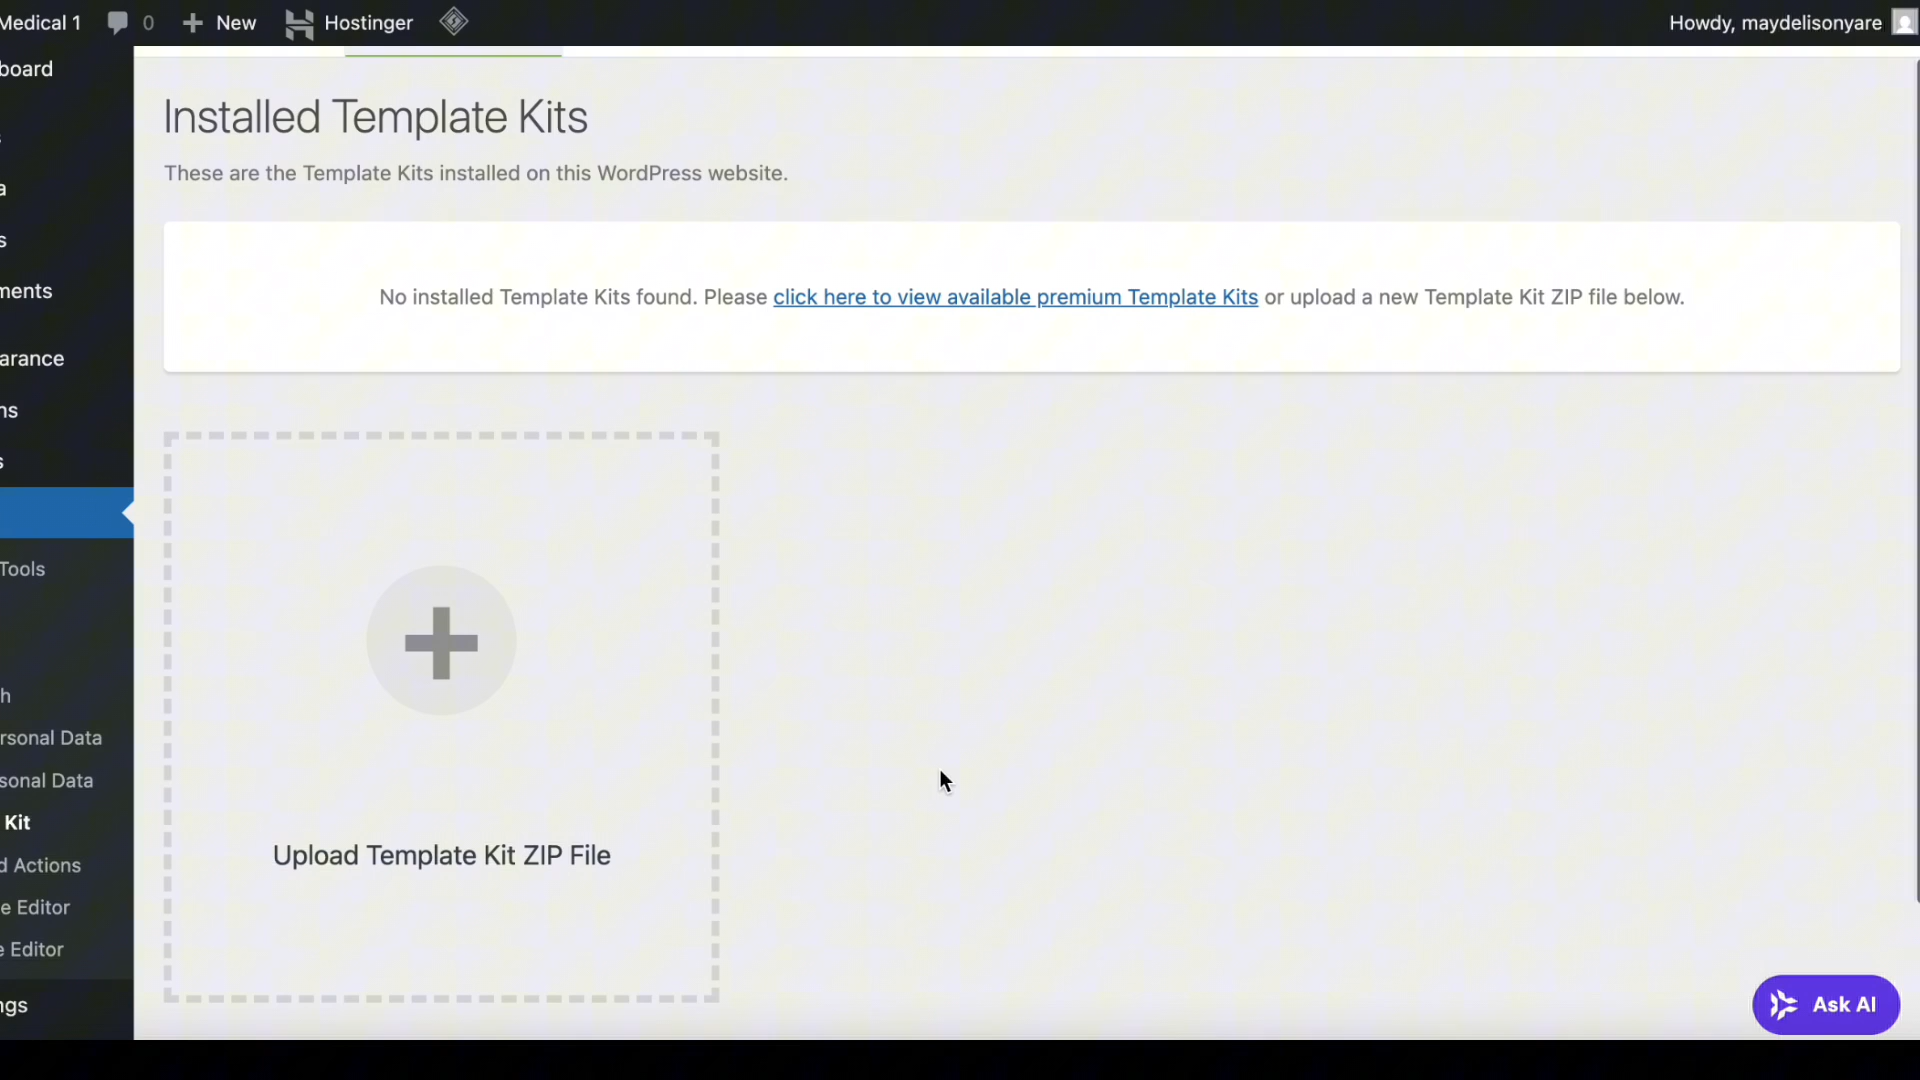 Medical 1
0
New
Hostinger
Howdy, maydelisonyare
board
s
a
s
ments
arance
ns
s
Tools
h
rsonal Data
sonal Data
Kit
d Actions
e Editor
e Editor
ngs
Installed Template Kits
These are the Template Kits installed on this WordPress website.
No installed Template Kits found. Please click here to view available premium Template Kits or upload a new Template Kit ZIP file below.
Upload Template Kit ZIP File
Ask AI